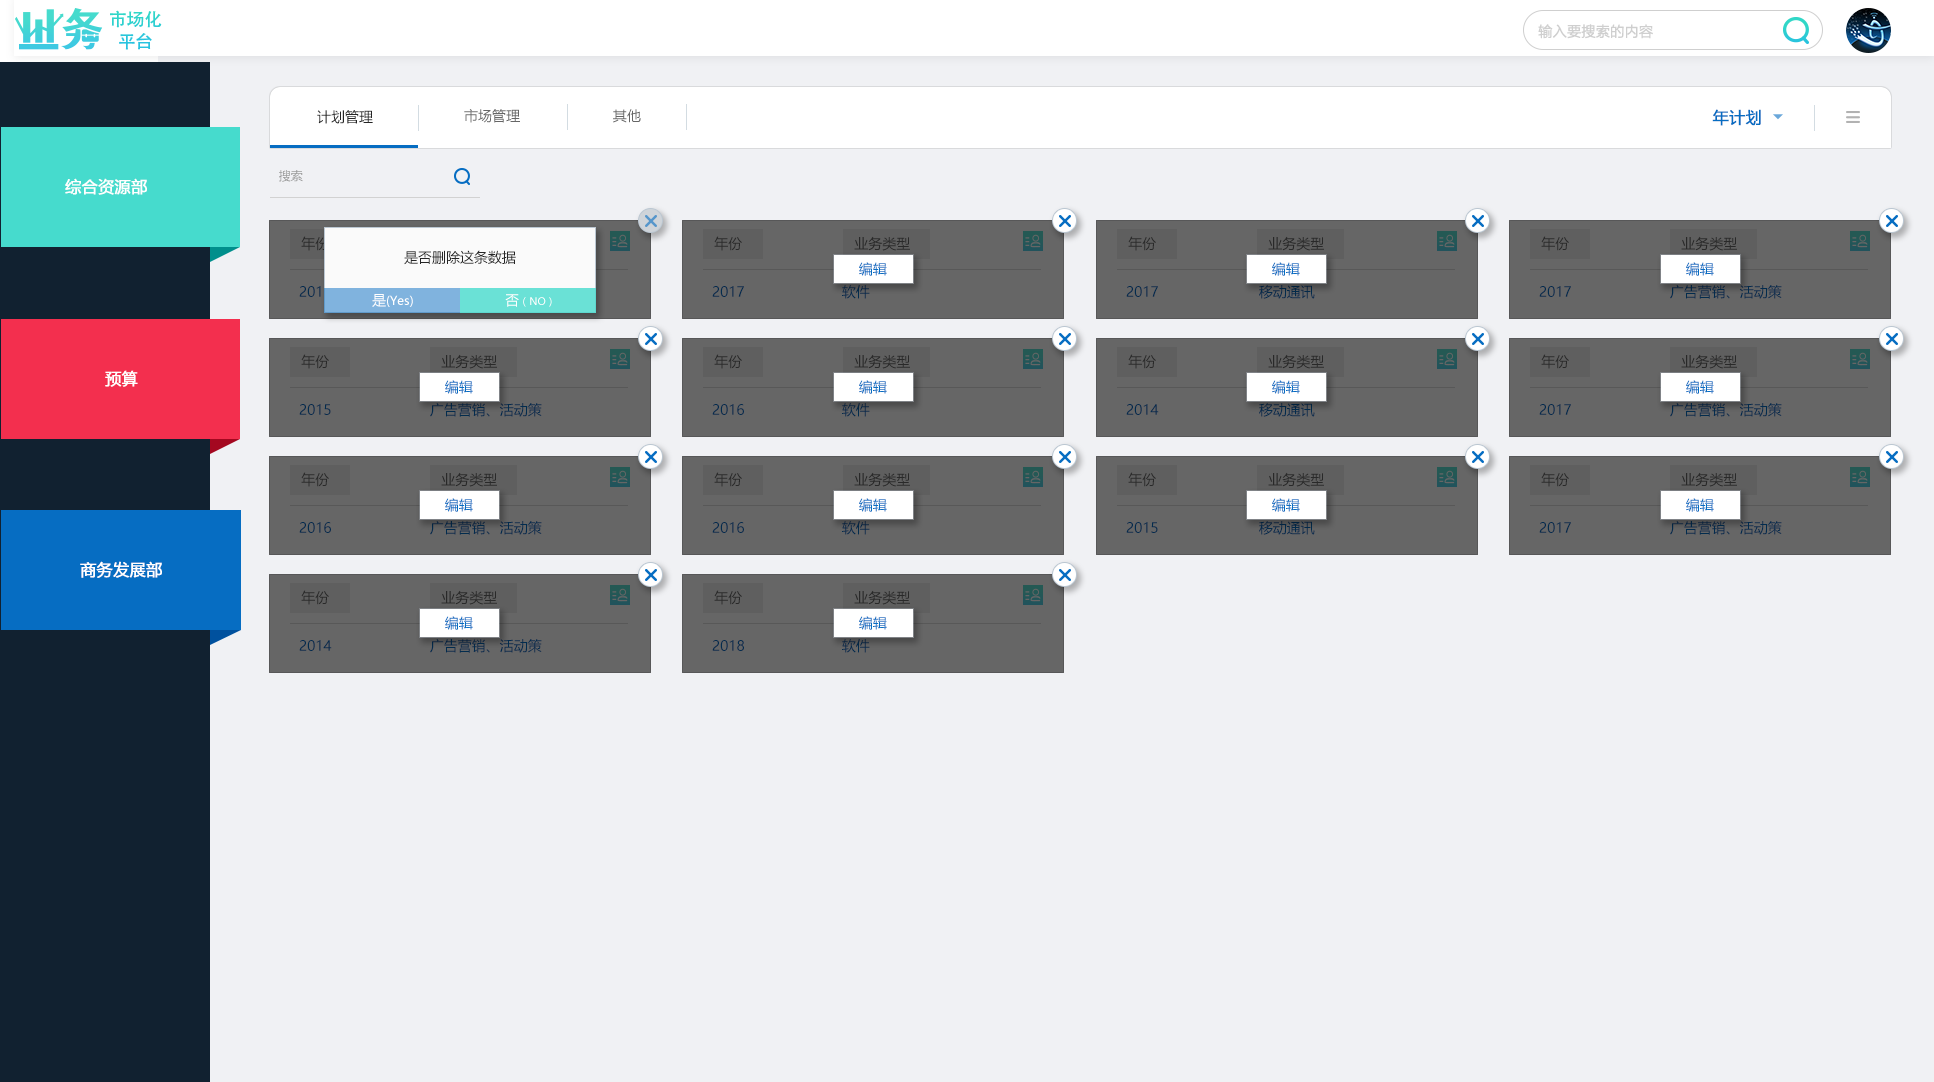 业务 市场化
平台
输入要搜索的内容
计划管理 市场管理 其他 年计划
搜索
综合资源部
预算
商务发展部
是否删除这条数据
是(Yes) 否 ( NO )
年份 业务类型
编辑
2017 软件
年份 业务类型
编辑
2017 移动通讯
年份 业务类型
编辑
2017 广告营销、活动策
年份 业务类型
编辑
2015 广告营销、活动策
年份 业务类型
编辑
2016 软件
年份 业务类型
编辑
2014 移动通讯
年份 业务类型
编辑
2017 广告营销、活动策
年份 业务类型
编辑
2016 广告营销、活动策
年份 业务类型
编辑
2016 软件
年份 业务类型
编辑
2015 移动通讯
年份 业务类型
编辑
2017 广告营销、活动策
年份 业务类型
编辑
2014 广告营销、活动策
年份 业务类型
编辑
2018 软件